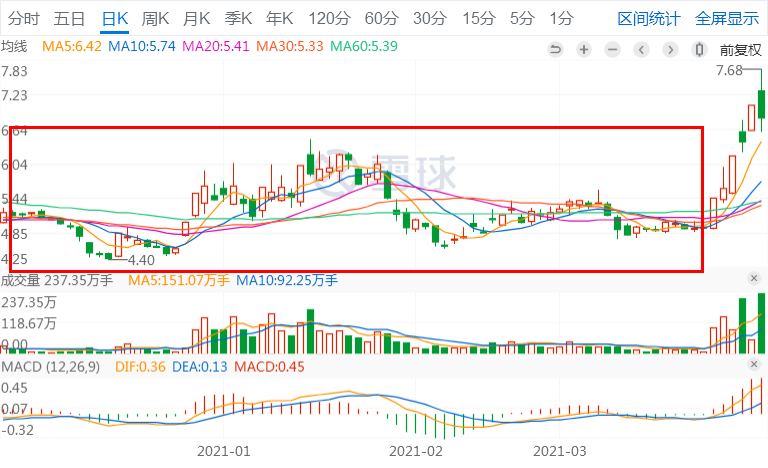 分时 五日 日K 周K 月K 季K 年K 120分 60分 30分 15分 5分 1分 区间统计 全屏显示
均线 MA5:6.42 MA10:5.74 MA20:5.41 MA30:5.33 MA60:5.39 前复权
7.83
7.68
7.23
6.64
雪球
6.04
5.44
4.85
4.25
4.40
成交量 237.35万手 MA5:151.07万手 MA10:92.25万手
237.35万
118.67万
0.00
MACD (12,26,9) DIF:0.36 DEA:0.13 MACD:0.45
0.45
0.07
-0.32
2021-01 2021-02 2021-03